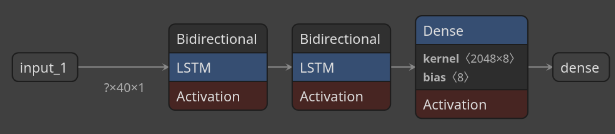 input_1
?×40×1
Bidirectional
LSTM
Activation
Bidirectional
LSTM
Activation
Dense
kernel〈2048×8〉
bias〈8〉
Activation
dense